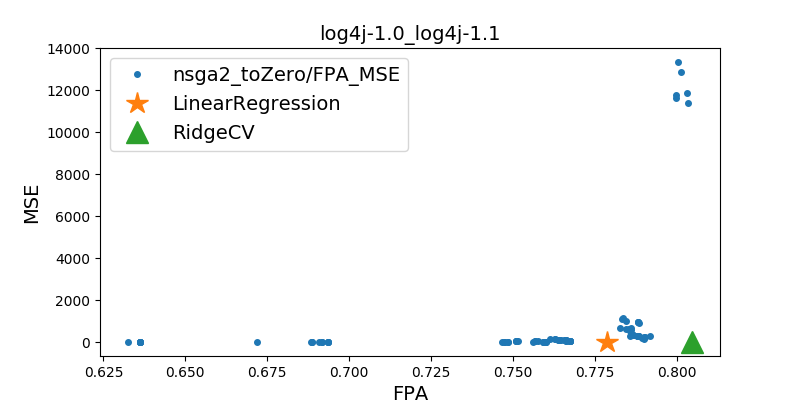 log4j-1.0_log4j-1.1
14000
12000
10000
8000
6000
4000
2000
0
MSE
nsga2_toZero/FPA_MSE
LinearRegression
RidgeCV
0.625 0.650 0.675 0.700 0.725 0.750 0.775 0.800
FPA